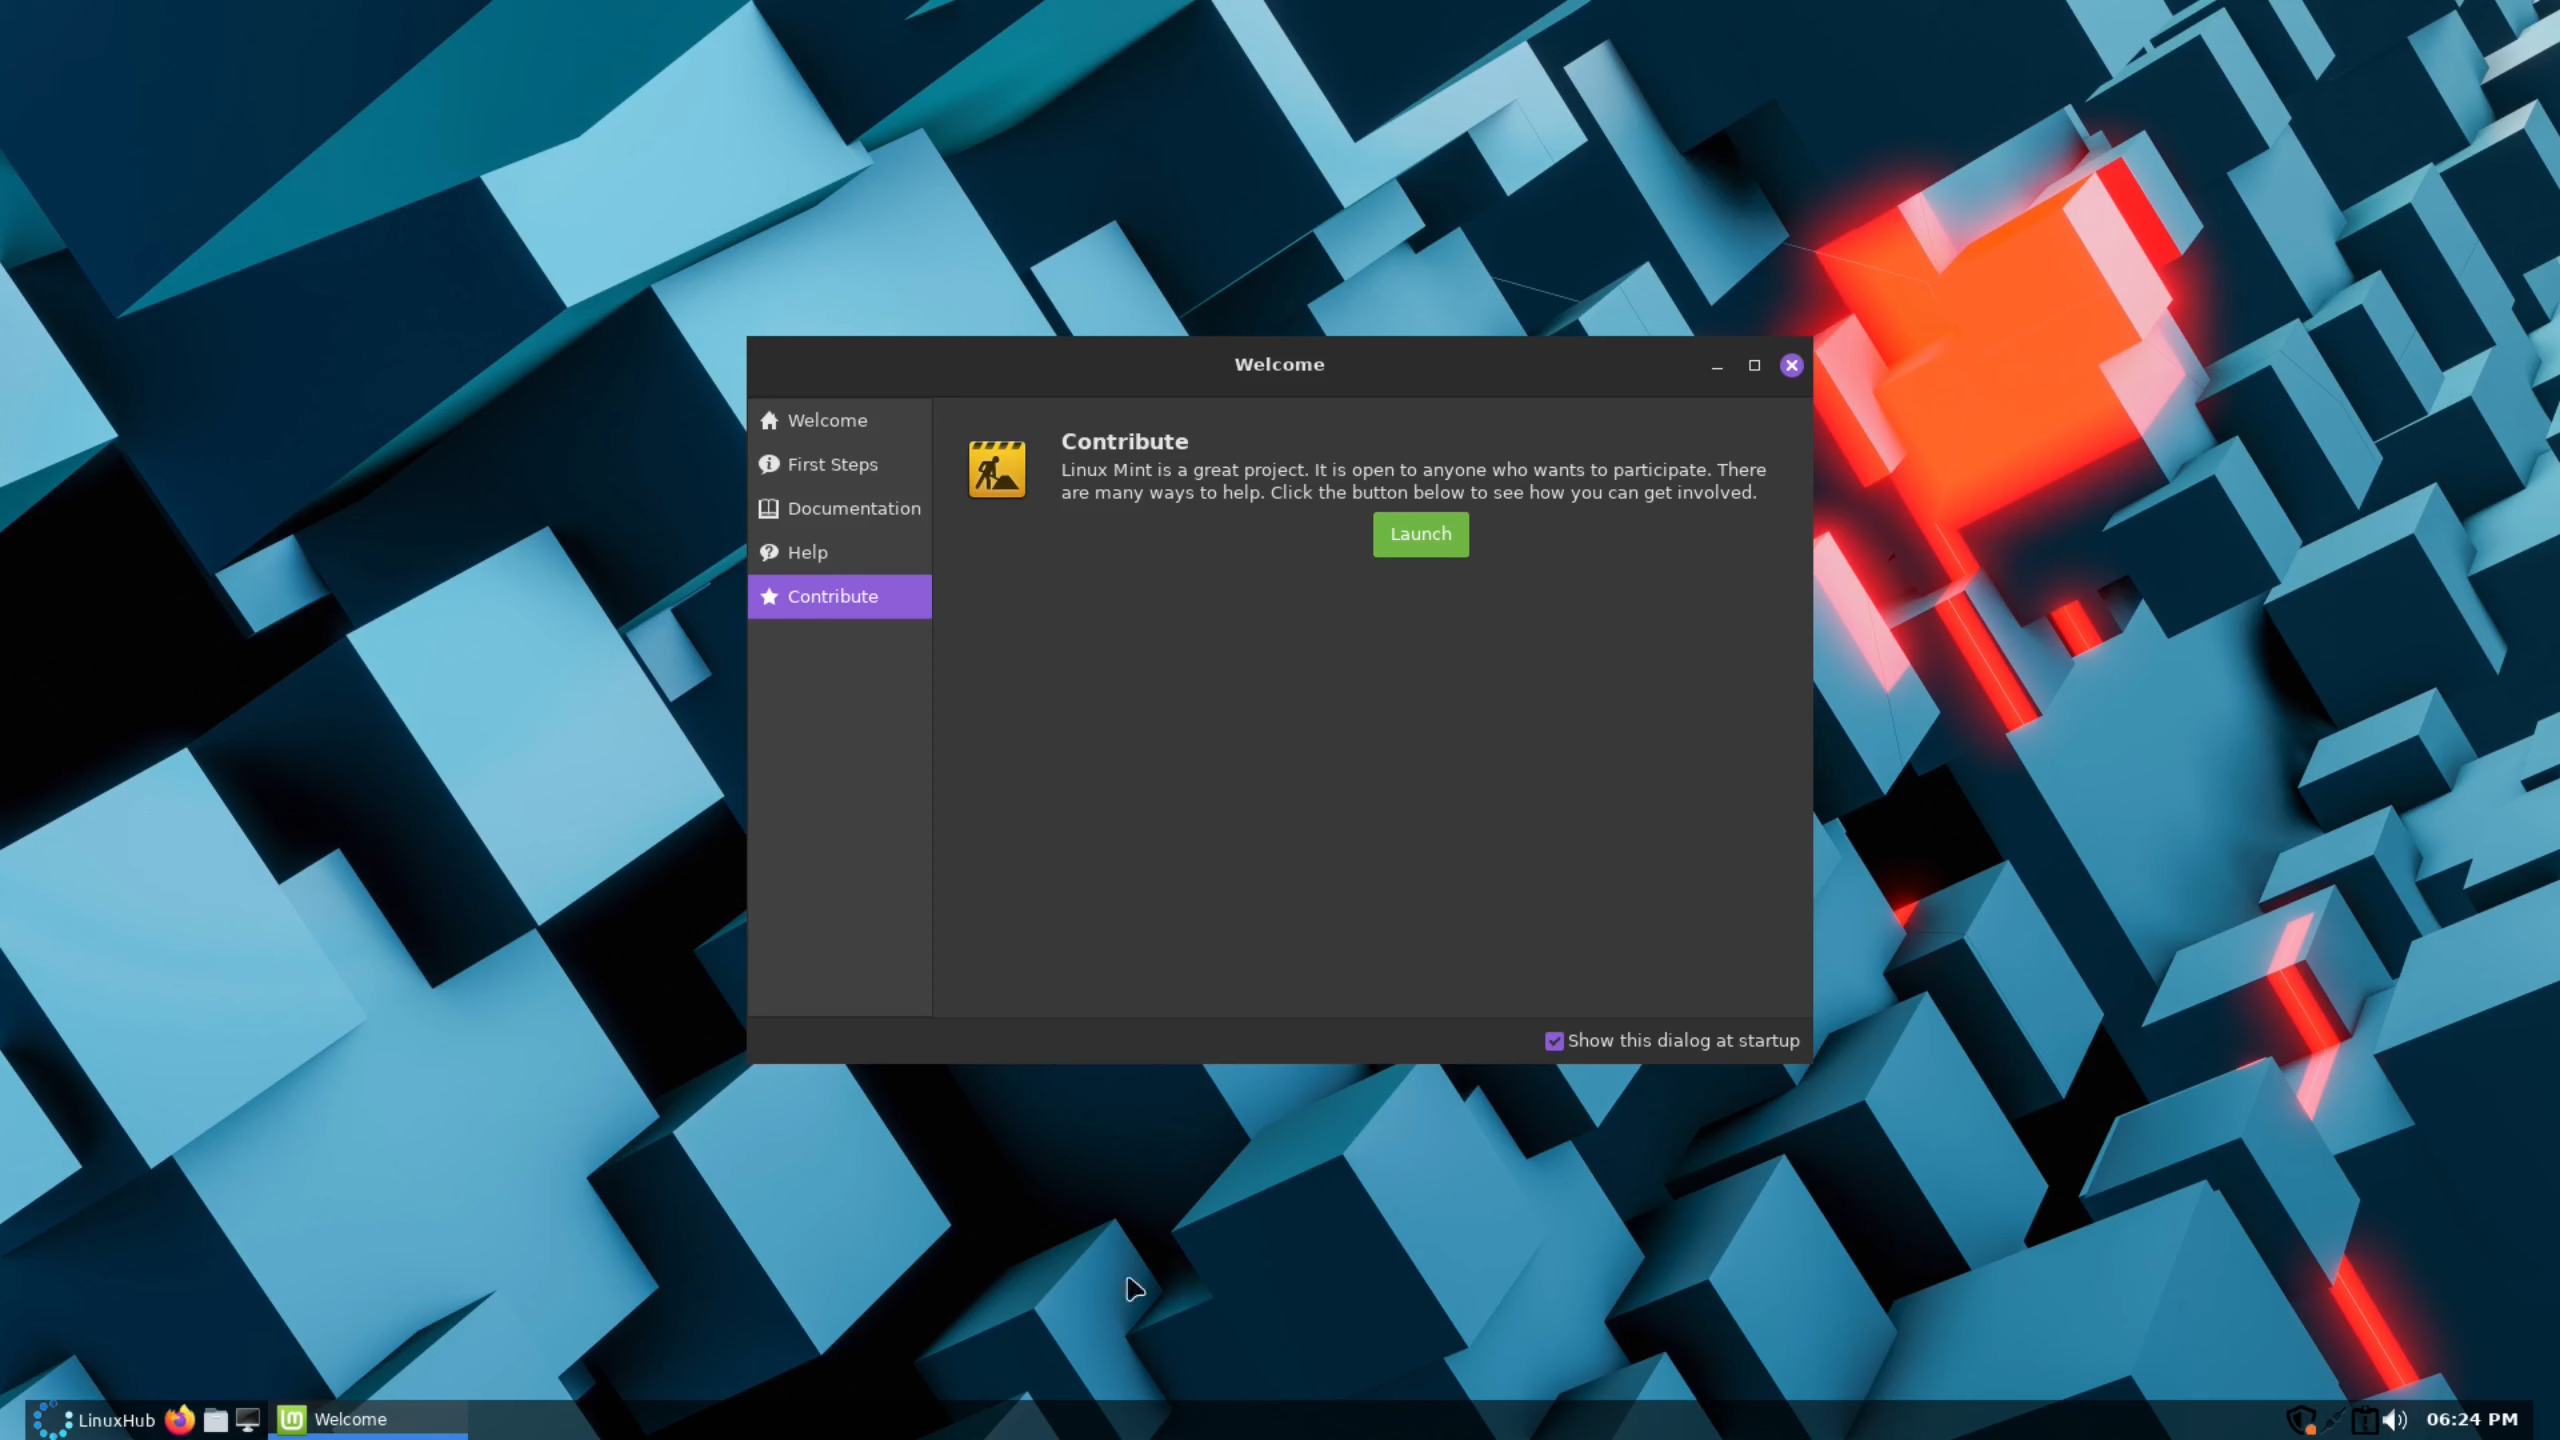 Welcome
Welcome
First Steps
Documentation
Help
Contribute
Contribute
Linux Mint is a great project. It is open to anyone who wants to participate. There
are many ways to help. Click the button below to see how you can get involved.
Launch
Show this dialog at startup
LinuxHub
Welcome
06:24 PM